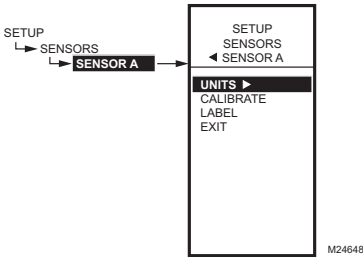 SETUP
SENSORS
SENSOR A
SETUP
SENSORS
◀ SENSOR A
UNITS ▶
CALIBRATE
LABEL
EXIT
M24648